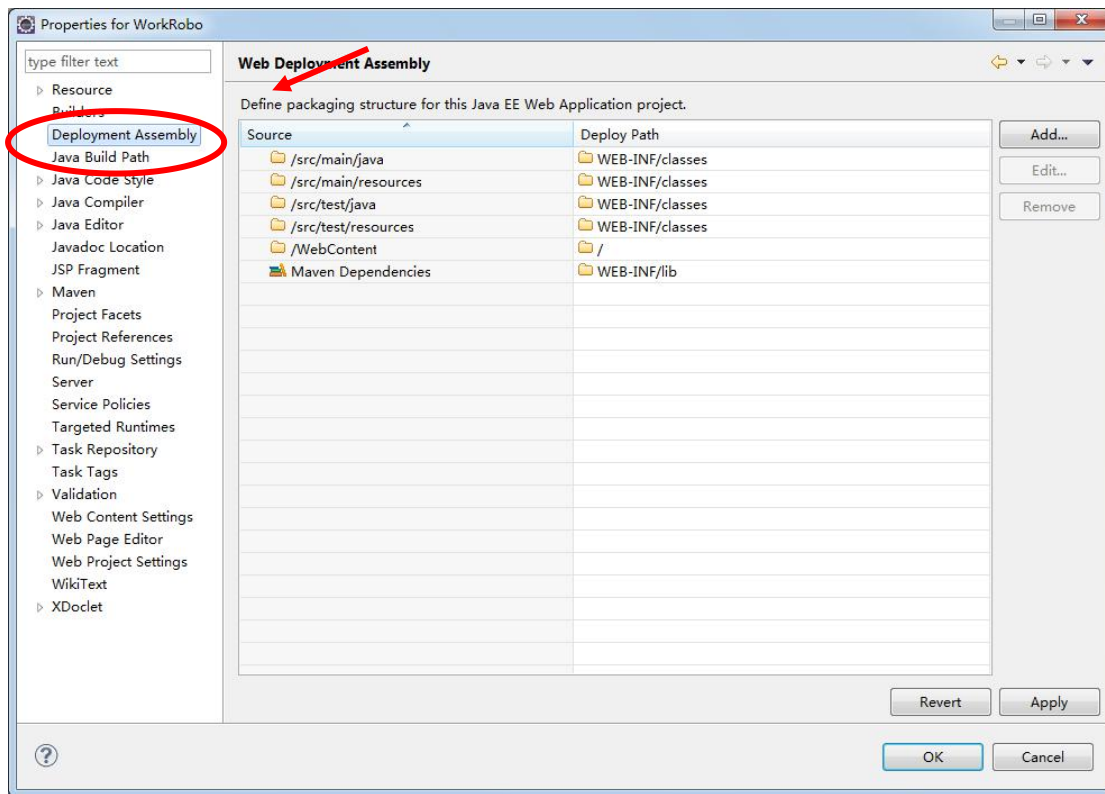 Properties for WorkRobo
type filter text
Resource
Builders
Deployment Assembly
Java Build Path
Java Code Style
Java Compiler
Java Editor
Javadoc Location
JSP Fragment
Maven
Project Facets
Project References
Run/Debug Settings
Server
Service Policies
Targeted Runtimes
Task Repository
Task Tags
Validation
Web Content Settings
Web Page Editor
Web Project Settings
WikiText
XDoclet
Web Deployment Assembly
Define packaging structure for this Java EE Web Application project.
Source Deploy Path
/src/main/java WEB-INF/classes
/src/main/resources WEB-INF/classes
/src/test/java WEB-INF/classes
/src/test/resources WEB-INF/classes
/WebContent /
Maven Dependencies WEB-INF/lib
Add...
Edit...
Remove
Revert Apply
OK Cancel